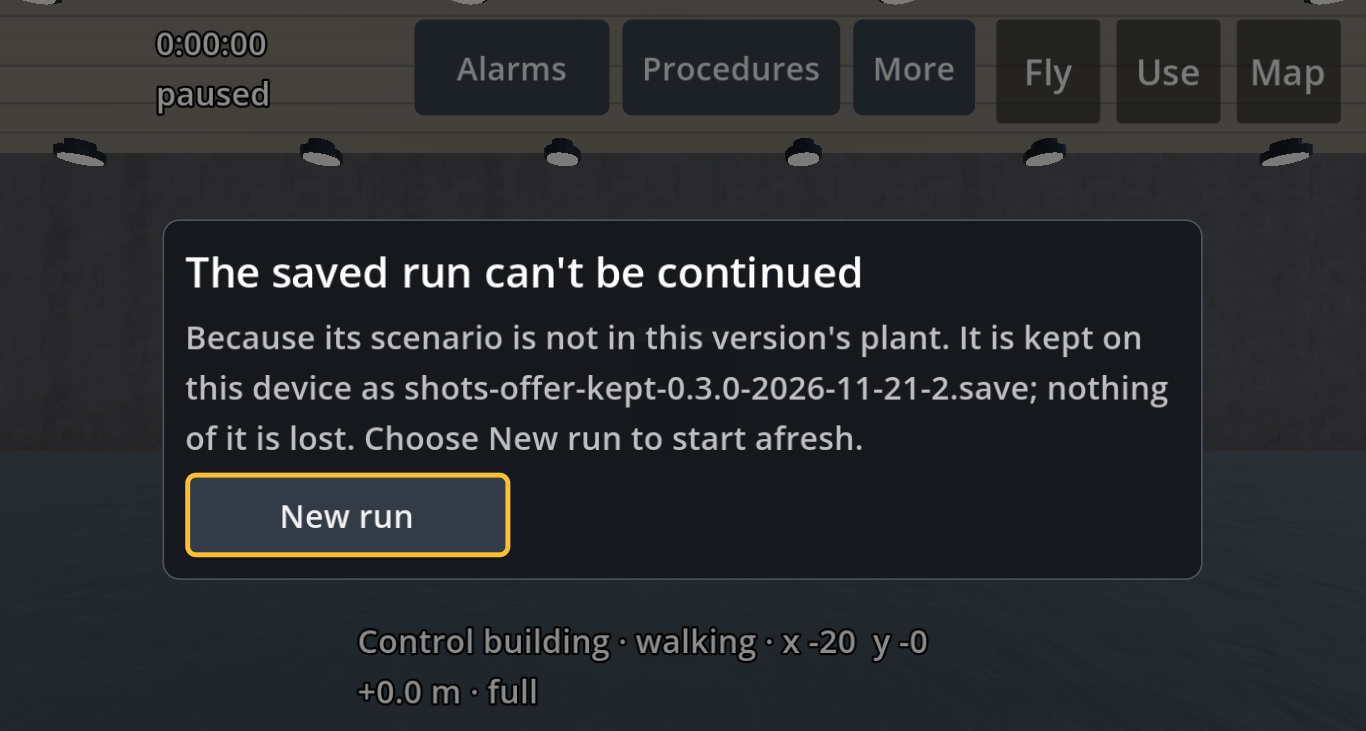 0:00:00
paused
Alarms
Procedures
More
Fly
Use
Map
The saved run can't be continued
Because its scenario is not in this version's plant. It is kept on
this device as shots-offer-kept-0.3.0-2026-11-21-2.save; nothing
of it is lost. Choose New run to start afresh.
New run
Control building · walking · x -20 y -0
+0.0 m · full